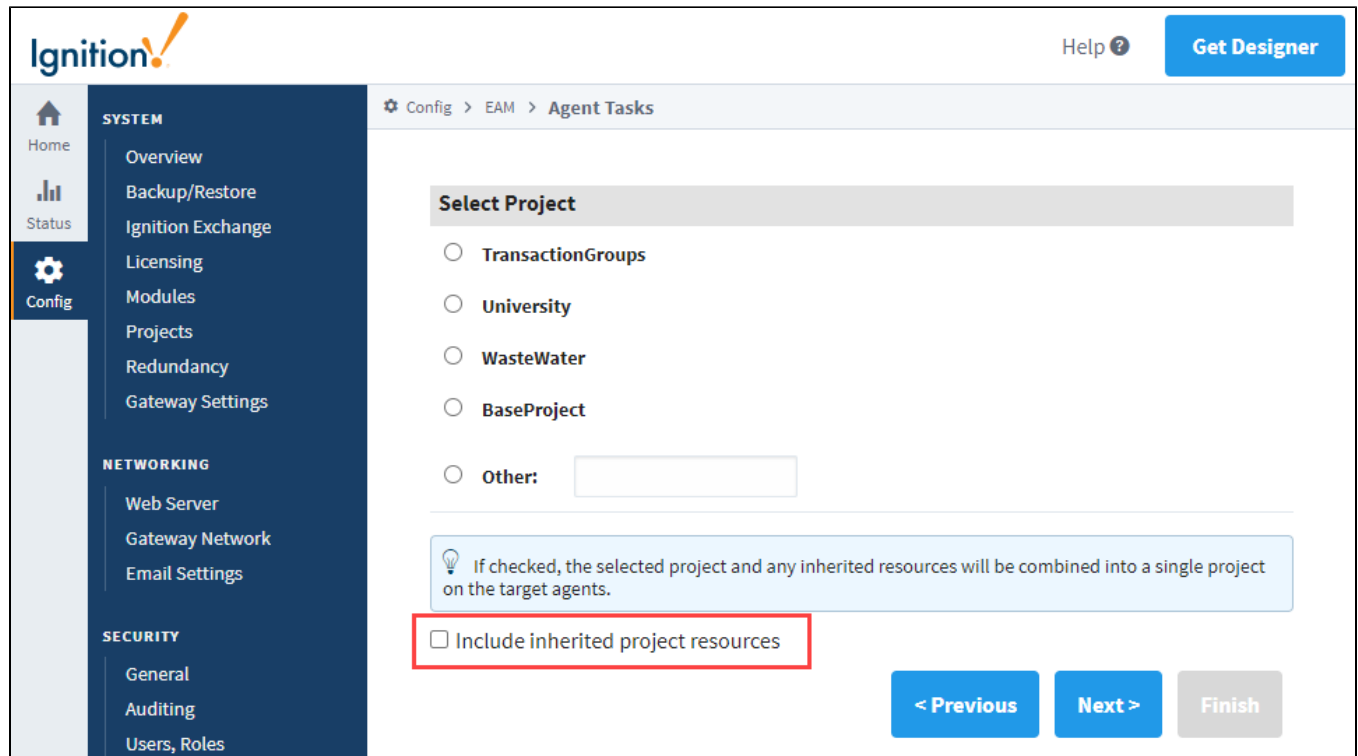 Ignition!
Help ?
Get Designer
Home
Status
Config
SYSTEM
Overview
Backup/Restore
Ignition Exchange
Licensing
Modules
Projects
Redundancy
Gateway Settings
NETWORKING
Web Server
Gateway Network
Email Settings
SECURITY
General
Auditing
Users, Roles
Config > EAM > Agent Tasks
Select Project
TransactionGroups
University
WasteWater
BaseProject
Other:
If checked, the selected project and any inherited resources will be combined into a single project
on the target agents.
Include inherited project resources
< Previous
Next >
Finish